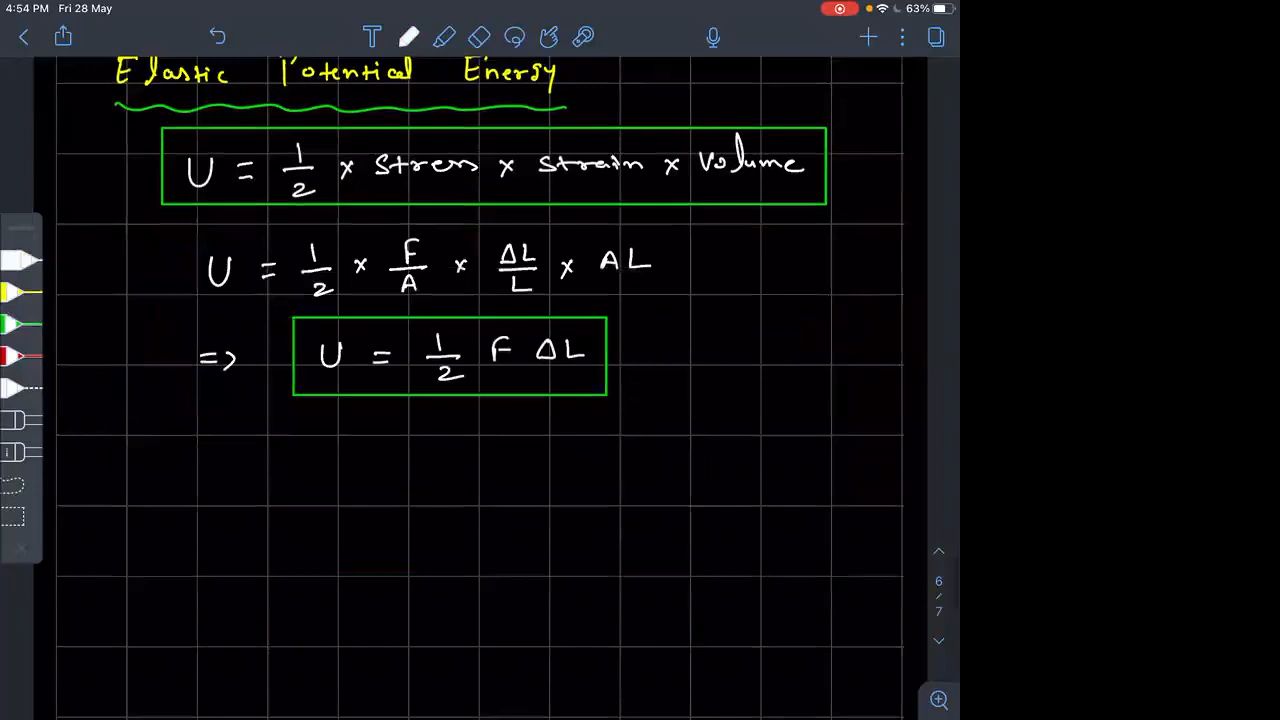 4:54 PM Fri 28 May 63%
Elastic Potential Energy
U = 1/2 × stress × strain × volume
U = 1/2 × F/A × ΔL/L × AL
=> U = 1/2 F ΔL
6
/
7